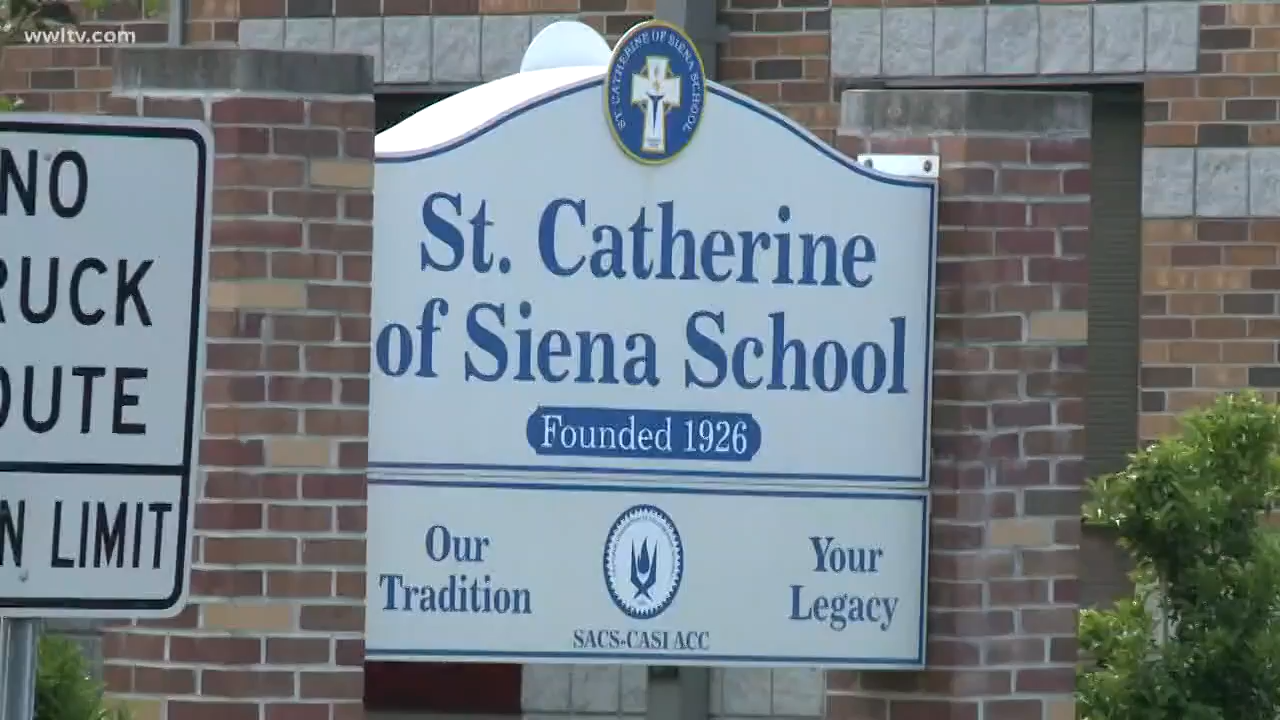 wwltv.com
NO
RUCK
OUTE
N LIMIT
ST CATHERINE OF SIENA SCHOOL
St. Catherine
of Siena School
Founded 1926
Our
Tradition
Your
Legacy
SACS-CASI ACC